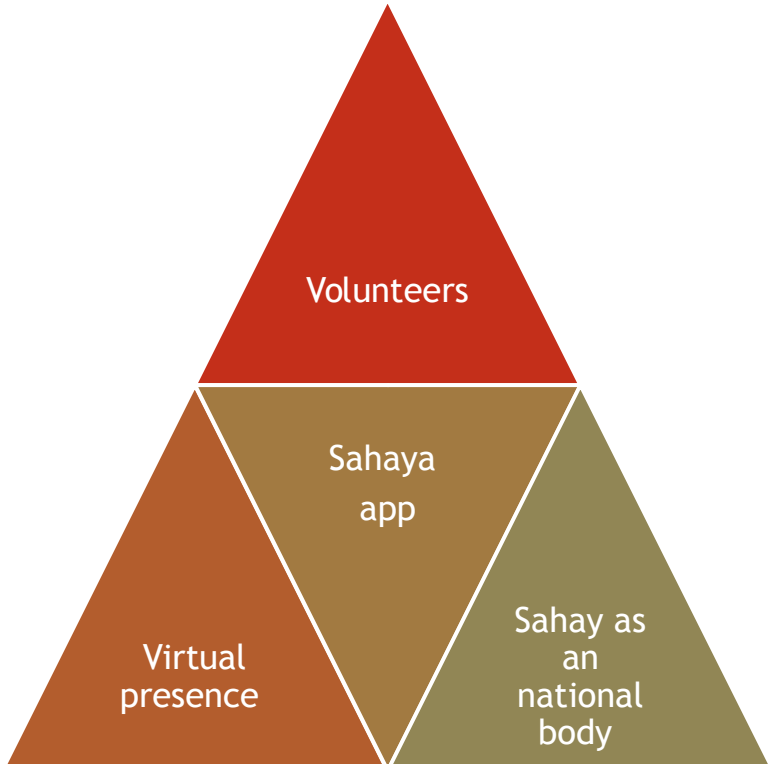 Volunteers
Sahaya
app
Virtual
presence
Sahay as
an
national
body